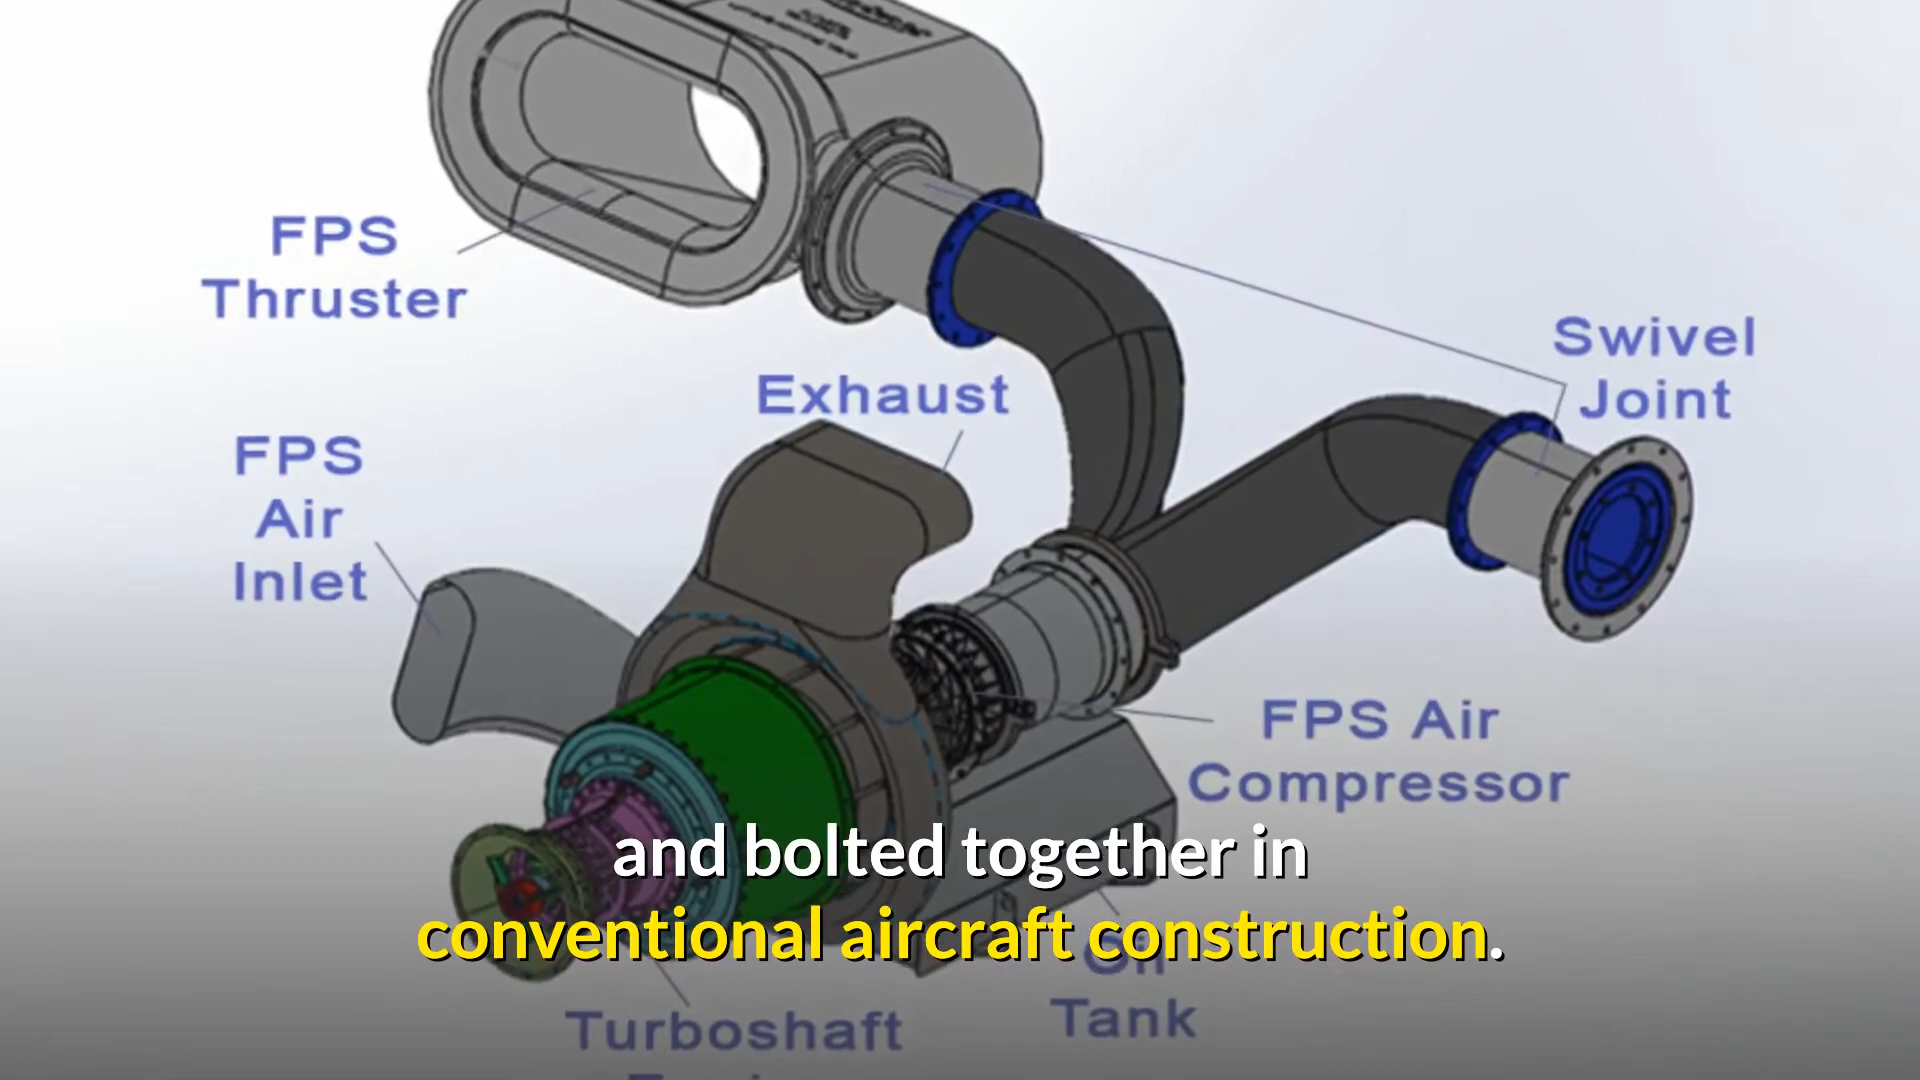 FPS
Thruster
Swivel
Joint
Exhaust
FPS
Air
Inlet
FPS Air
Compressor
and bolted together in
conventional aircraft construction.
Oil
Tank
Turboshaft